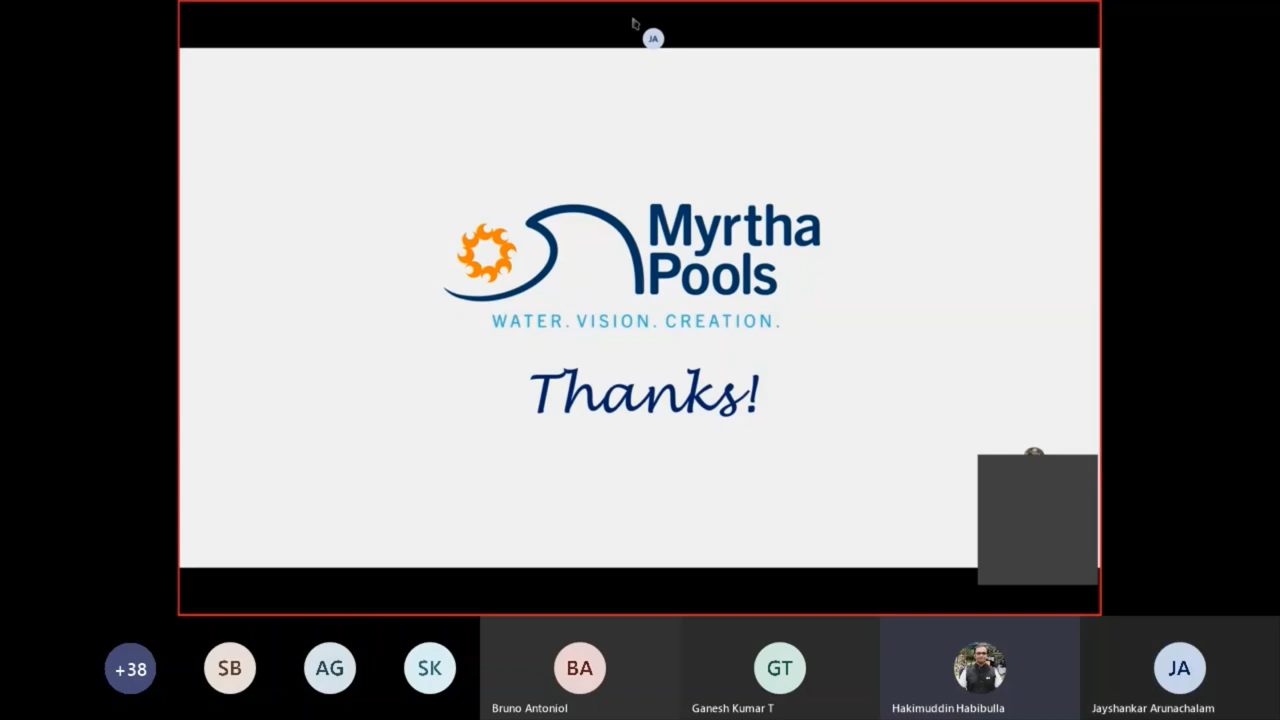 JA
Myrtha
Pools
WATER. VISION. CREATION.
Thanks!
+38
SB
AG
SK
BA
GT
JA
Bruno Antoniol
Ganesh Kumar T
Hakimuddin Habibulla
Jayshankar Arunachalam